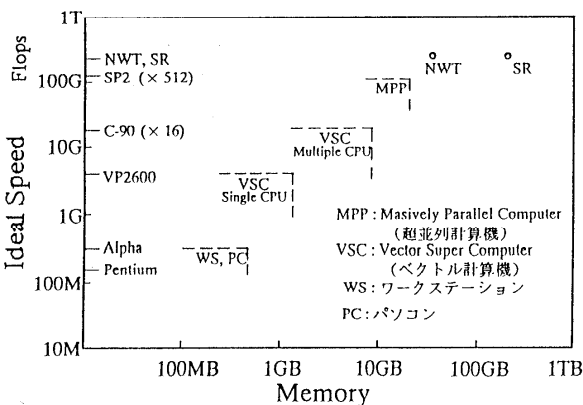 Ideal Speed Flops
1T
NWT, SR
SP2 (× 512)
100G
C-90 (× 16)
10G
VP2600
1G
Alpha
Pentium
100M
10M
NWT
SR
MPP
VSC
Multiple CPU
VSC
Single CPU
WS, PC
MPP : Masively Parallel Computer
(超並列計算機)
VSC : Vector Super Computer
(ベクトル計算機)
WS : ワークステーション
PC : パソコン
100MB 1GB 10GB 100GB 1TB
Memory